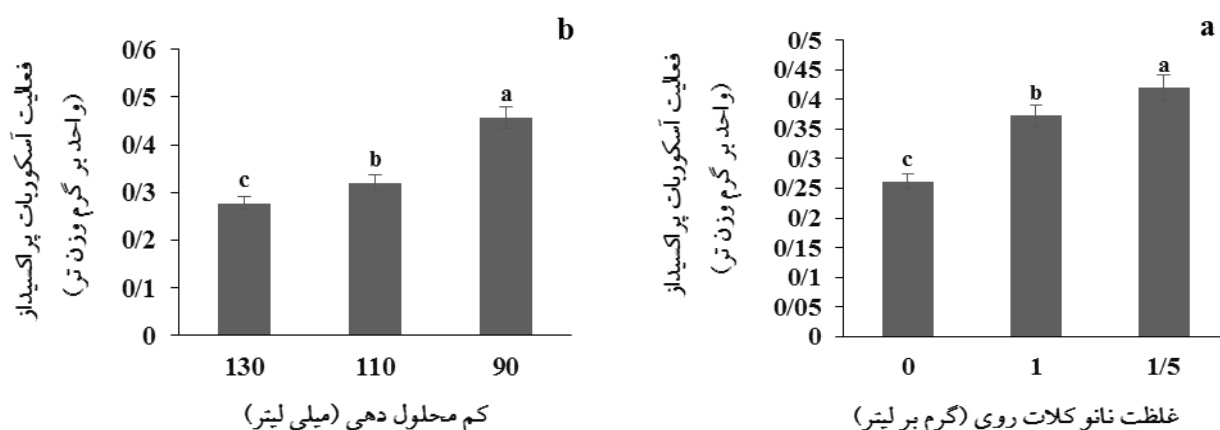 b
فعالیت آسکوربات پراکسیداز
(واحد بر گرم وزن تر)
0/6
0/5
0/4
0/3
0/2
0/1
0
c
b
a
130 110 90
کم محلول دهی (میلی لیتر)
a
فعالیت آسکوربات پراکسیداز
(واحد بر گرم وزن تر)
0/5
0/45
0/4
0/35
0/3
0/25
0/2
0/15
0/1
0/05
0
c
b
a
0 1 1/5
غلظت نانو کلات روی (گرم بر لیتر)